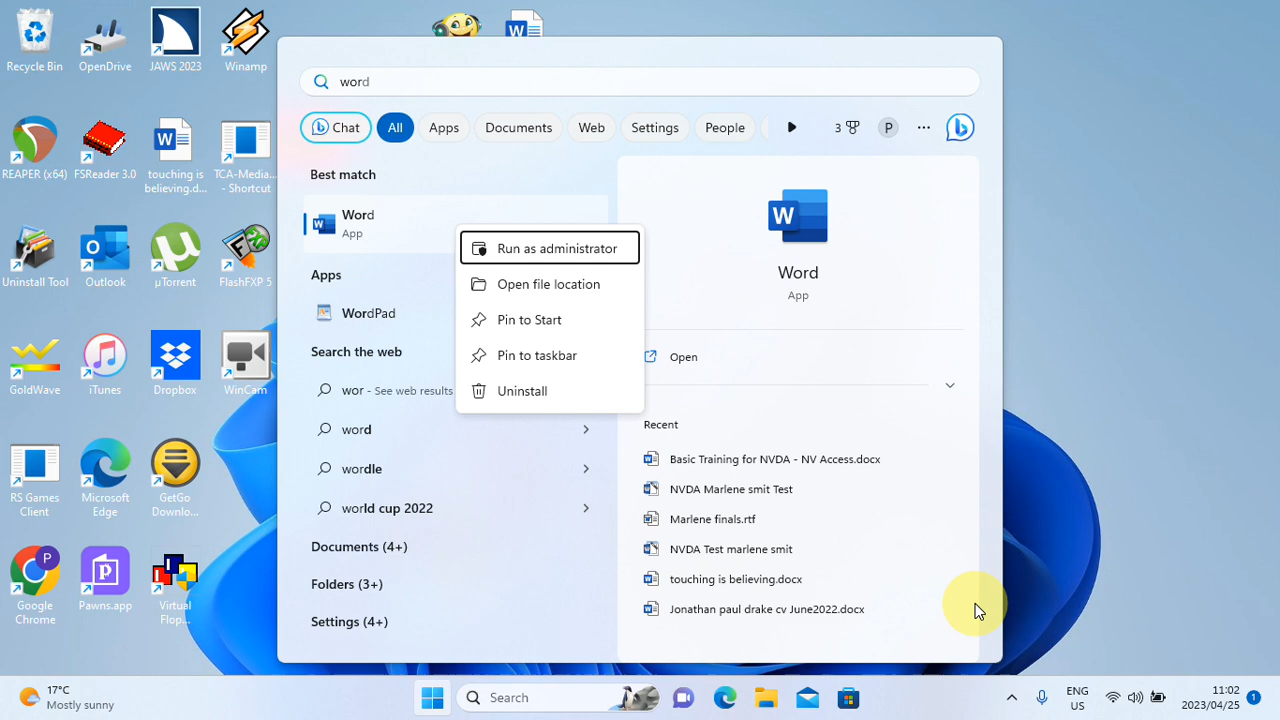 Recycle Bin
OpenDrive
JAWS 2023
Winamp
REAPER (x64)
FSReader 3.0
touching is
believing.d...
TCA-Media...
- Shortcut
Uninstall Tool
Outlook
µTorrent
FlashFXP 5
GoldWave
iTunes
Dropbox
WinCam
RS Games
Client
Microsoft
Edge
GetGo
Downlo...
Google
Chrome
Pawns.app
Virtual
Flop...
word
Chat
All
Apps
Documents
Web
Settings
People
3
P
Best match
Word
App
Apps
WordPad
Search the web
wor - See web results
word
wordle
world cup 2022
Documents (4+)
Folders (3+)
Settings (4+)
Run as administrator
Open file location
Pin to Start
Pin to taskbar
Uninstall
Word
App
Open
Recent
Basic Training for NVDA - NV Access.docx
NVDA Marlene smit Test
Marlene finals.rtf
NVDA Test marlene smit
touching is believing.docx
Jonathan paul drake cv June2022.docx
17°C
Mostly sunny
Search
ENG
US
11:02
2023/04/25
1